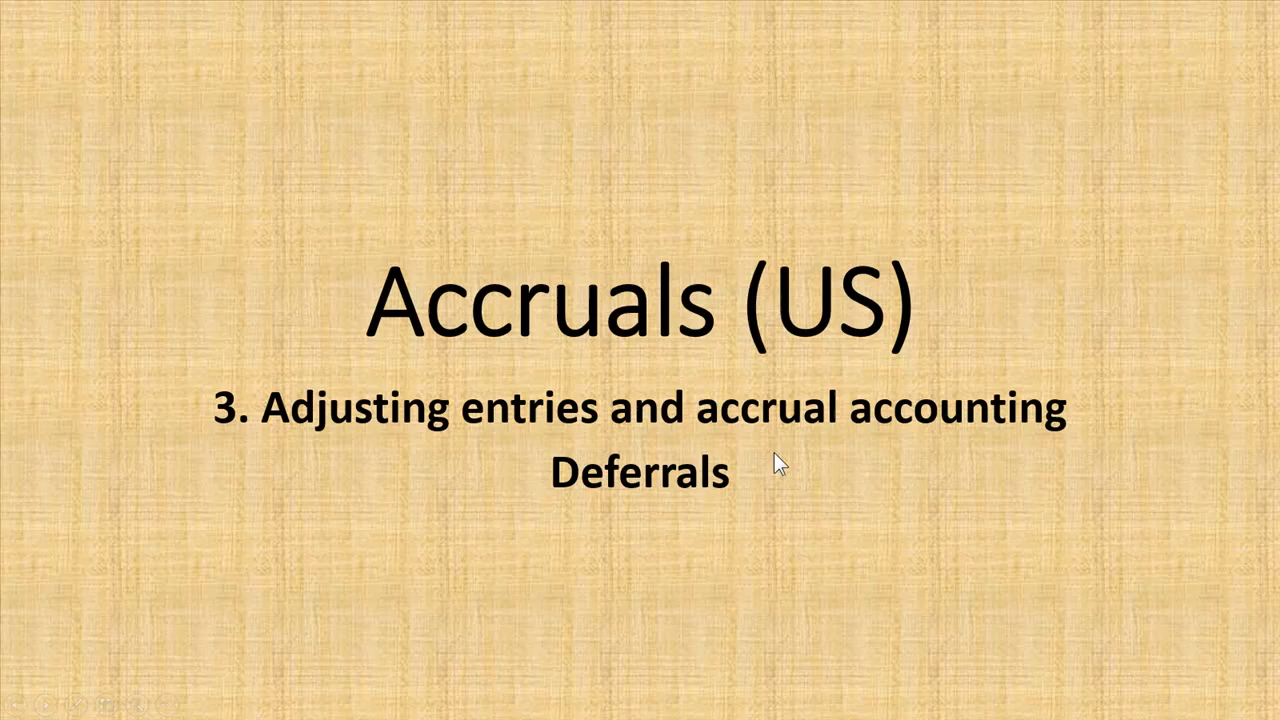 Accruals (US)
3. Adjusting entries and accrual accounting
Deferrals